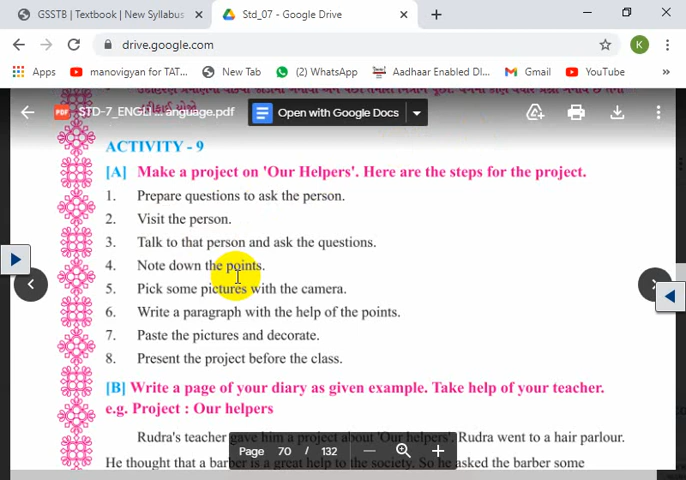 GSSTB | Textbook | New Syllabus
Std_07 - Google Drive
drive.google.com
K
Apps
manovigyan for TAT...
New Tab
(2) WhatsApp
Aadhaar Enabled DI...
Gmail
YouTube
STD-7_ENGLI ... anguage.pdf
Open with Google Docs
ACTIVITY - 9
[A] Make a project on 'Our Helpers'. Here are the steps for the project.
1. Prepare questions to ask the person.
2. Visit the person.
3. Talk to that person and ask the questions.
4. Note down the points.
5. Pick some pictures with the camera.
6. Write a paragraph with the help of the points.
7. Paste the pictures and decorate.
8. Present the project before the class.
[B] Write a page of your diary as given example. Take help of your teacher.
e.g. Project : Our helpers
Rudra's teacher gave him a project about 'Our helpers'. Rudra went to a hair parlour.
Page 70 / 132
He thought that a barber is a great help to the society. So he asked the barber some